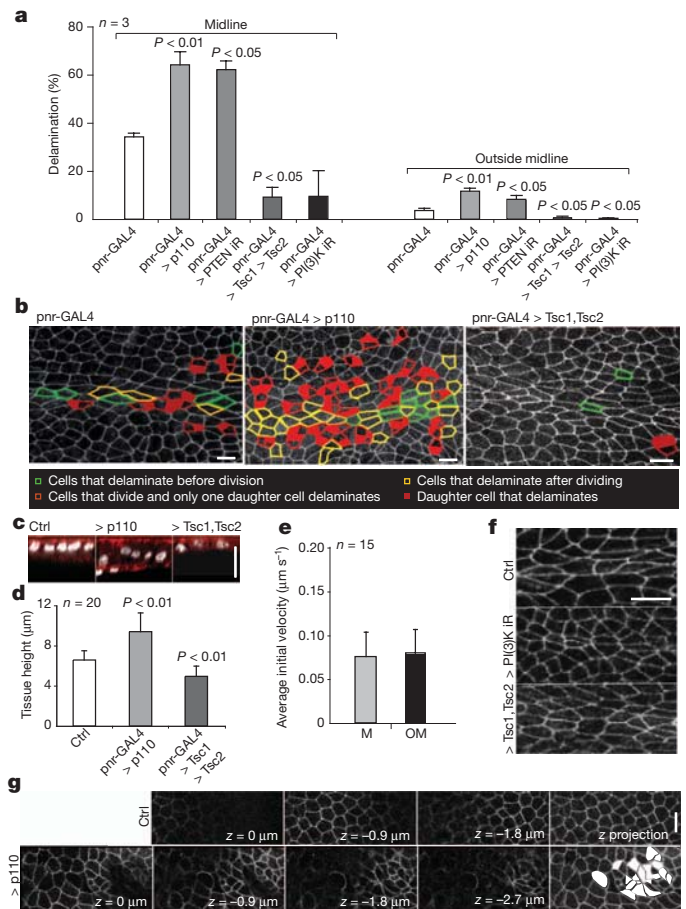 a
n = 3
Midline
P < 0.01
P < 0.05
P < 0.05
Outside midline
P < 0.01
P < 0.05
P < 0.05
P < 0.05
Delamination (%)
80
60
40
20
0
pnr-GAL4
pnr-GAL4
> p110
pnr-GAL4
> PTEN iR
pnr-GAL4
> Tsc1 > Tsc2
pnr-GAL4
> PI(3)K iR
pnr-GAL4
pnr-GAL4
> p110
pnr-GAL4
> PTEN iR
pnr-GAL4
> Tsc1 > Tsc2
pnr-GAL4
> PI(3)K iR
b
pnr-GAL4
pnr-GAL4 > p110
pnr-GAL4 > Tsc1,Tsc2
Cells that delaminate before division
Cells that delaminate after dividing
Cells that divide and only one daughter cell delaminates
Daughter cell that delaminates
c
Ctrl
> p110
> Tsc1,Tsc2
d
n = 20
P < 0.01
P < 0.01
Tissue height (µm)
12
8
4
0
Ctrl
pnr-GAL4
> p110
pnr-GAL4
> Tsc1
> Tsc2
e
n = 15
Average initial velocity (µm s⁻¹)
0.20
0.15
0.10
0.05
0
M
OM
f
Ctrl
> PI(3)K iR
> Tsc1,Tsc2
g
Ctrl
z = 0 µm
z = −0.9 µm
z = −1.8 µm
z projection
> p110
z = 0 µm
z = −0.9 µm
z = −1.8 µm
z = −2.7 µm